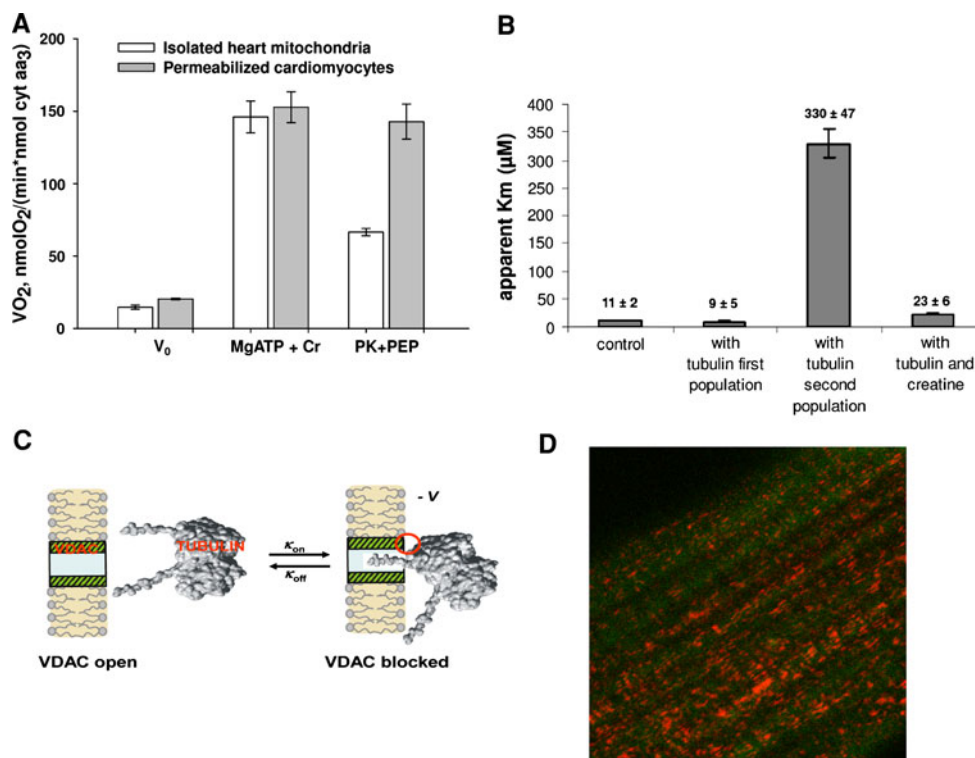 A
VO2, nmolO2/(min*nmol cyt aa3)
200
150
100
50
0
Isolated heart mitochondria
Permeabilized cardiomyocytes
V0
MgATP + Cr
PK+PEP
B
apparent Km (µM)
400
350
300
250
200
150
100
50
0
11 ± 2
9 ± 5
330 ± 47
23 ± 6
control
with
tubulin first
population
with
tubulin
second
population
with
tubulin and
creatine
C
VDAC
TUBULIN
κon
κoff
- V
VDAC open
VDAC blocked
D